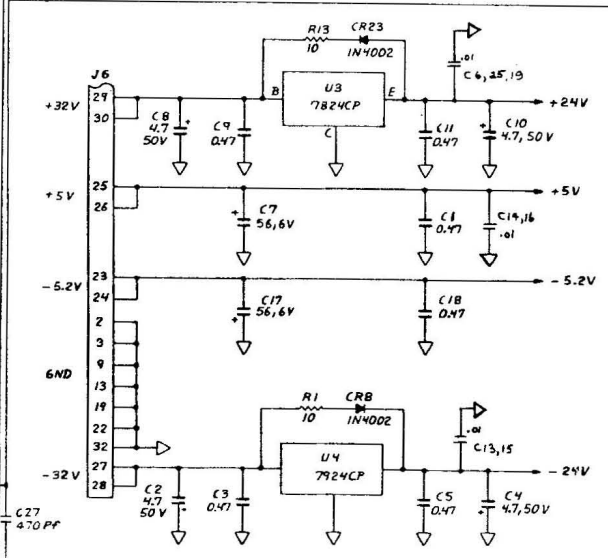 R13
10
CR23
1N4002
.01
C6,25,19
J6
29
30
+32V
C8
4.7
50V
+
C9
0.47
B
U3
7824CP
E
C
C11
0.47
+
C10
4.7, 50V
+24V
25
26
+5V
+
C7
56,6V
C1
0.47
C14,16
.01
+5V
23
24
-5.2V
C17
56,6V
+
C18
0.47
-5.2V
2
3
9
13
19
22
32
GND
R1
10
CR8
1N4002
.01
C13,15
27
28
-32V
C2
4.7
50V
-
C3
0.47
U4
7924CP
C5
0.47
C4
4.7,50V
+
-24V
C27
470 Pf